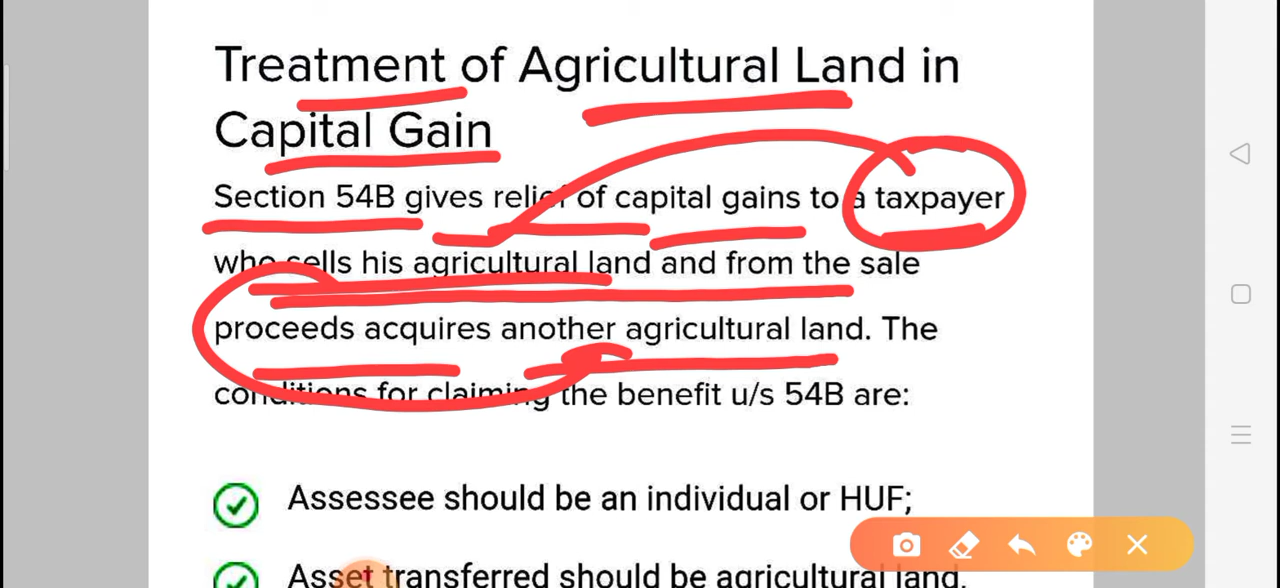 Treatment of Agricultural Land in
Capital Gain
Section 54B gives relief of capital gains to a taxpayer
who sells his agricultural land and from the sale
proceeds acquires another agricultural land. The
conditions for claiming the benefit u/s 54B are:
Assessee should be an individual or HUF;
Asset transferred should be agricultural land,